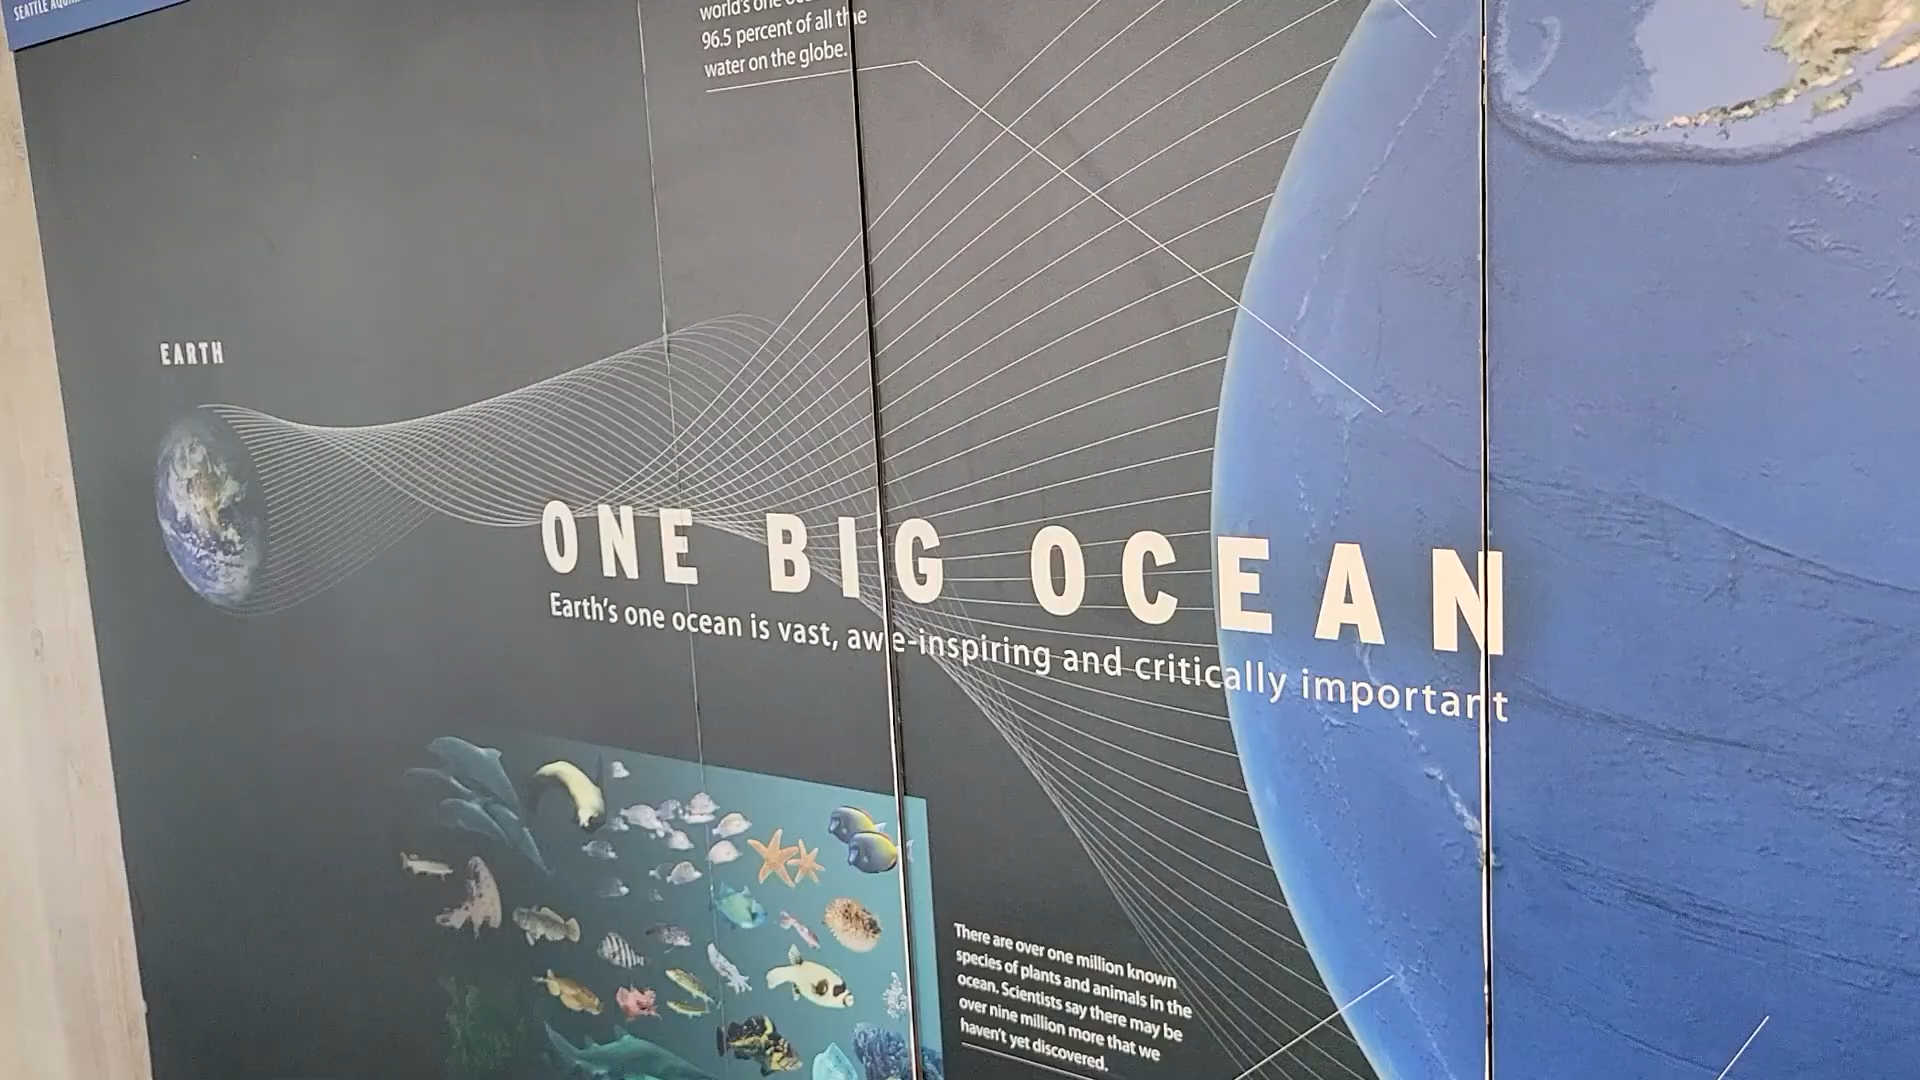 SEATTLE
world's one
96.5 percent of all the
water on the globe.
EARTH
ONE BIG OCEAN
Earth's one ocean is vast, awe-inspiring and critically important
There are over one million known
species of plants and animals in the
ocean. Scientists say there may be
over nine million more that we
haven't yet discovered.